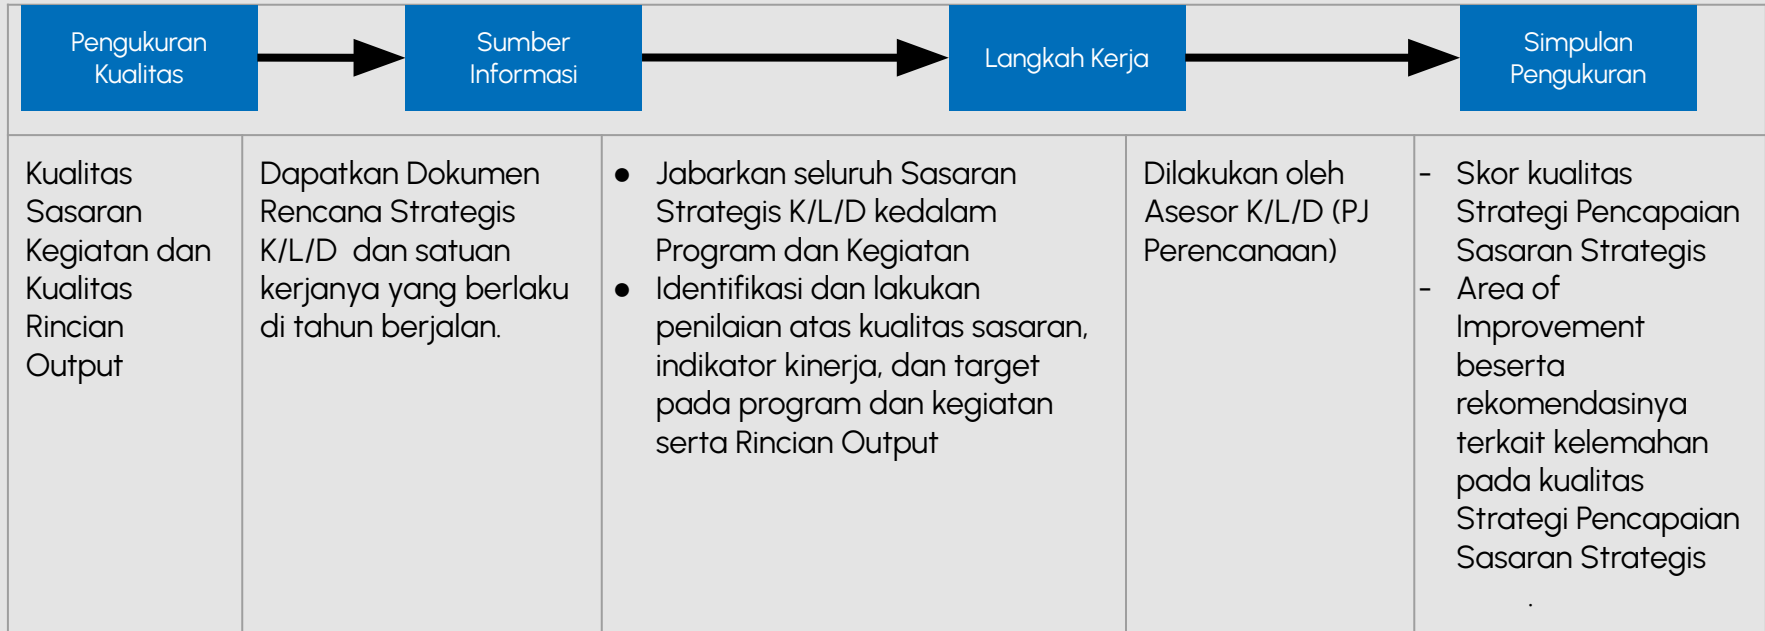 Pengukuran
Kualitas
Sumber
Informasi
Langkah Kerja
Simpulan
Pengukuran
Kualitas
Sasaran
Kegiatan dan
Kualitas
Rincian
Output
Dapatkan Dokumen
Rencana Strategis
K/L/D  dan satuan
kerjanya yang berlaku
di tahun berjalan.
● Jabarkan seluruh Sasaran
Strategis K/L/D kedalam
Program dan Kegiatan
● Identifikasi dan lakukan
penilaian atas kualitas sasaran,
indikator kinerja, dan target
pada program dan kegiatan
serta Rincian Output
Dilakukan oleh
Asesor K/L/D (PJ
Perencanaan)
- Skor kualitas
Strategi Pencapaian
Sasaran Strategis
- Area of
Improvement
beserta
rekomendasinya
terkait kelemahan
pada kualitas
Strategi Pencapaian
Sasaran Strategis
.